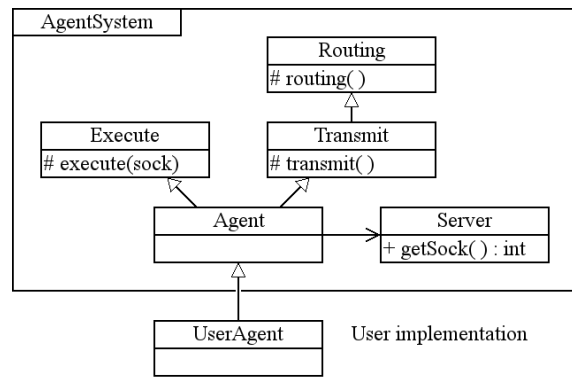 AgentSystem
Routing
# routing( )
Execute
# execute(sock)
Transmit
# transmit( )
Agent
Server
+ getSock( ) : int
UserAgent
User implementation